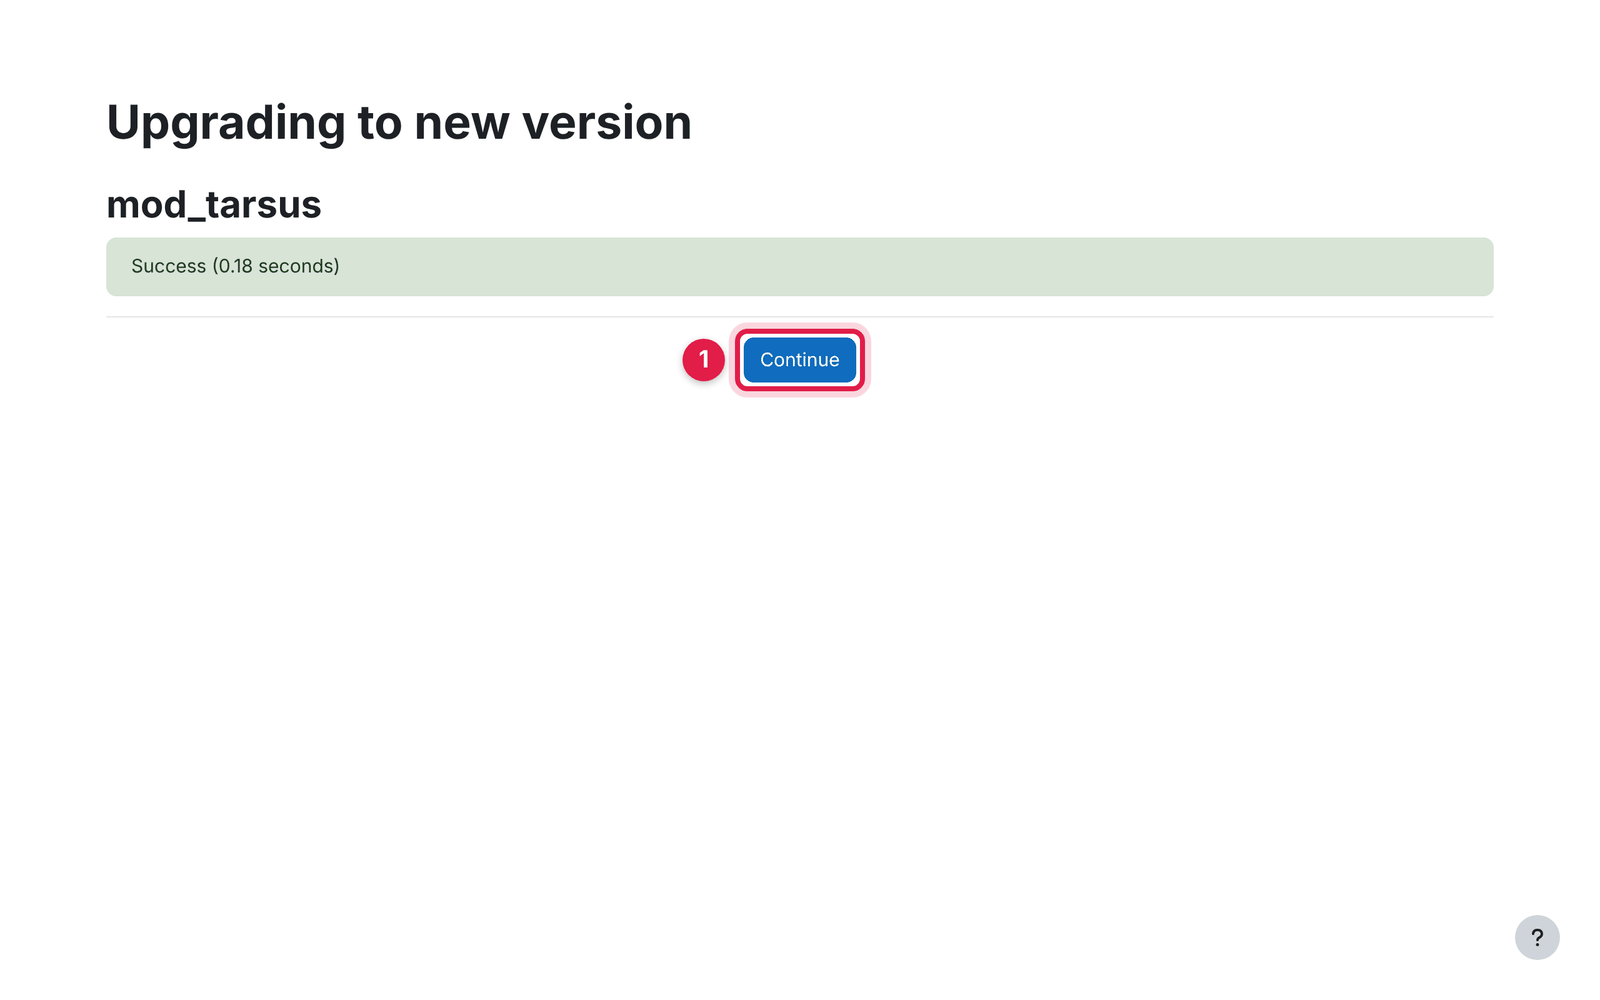 Upgrading to new version
mod_tarsus
Success (0.18 seconds)
1 Continue
?